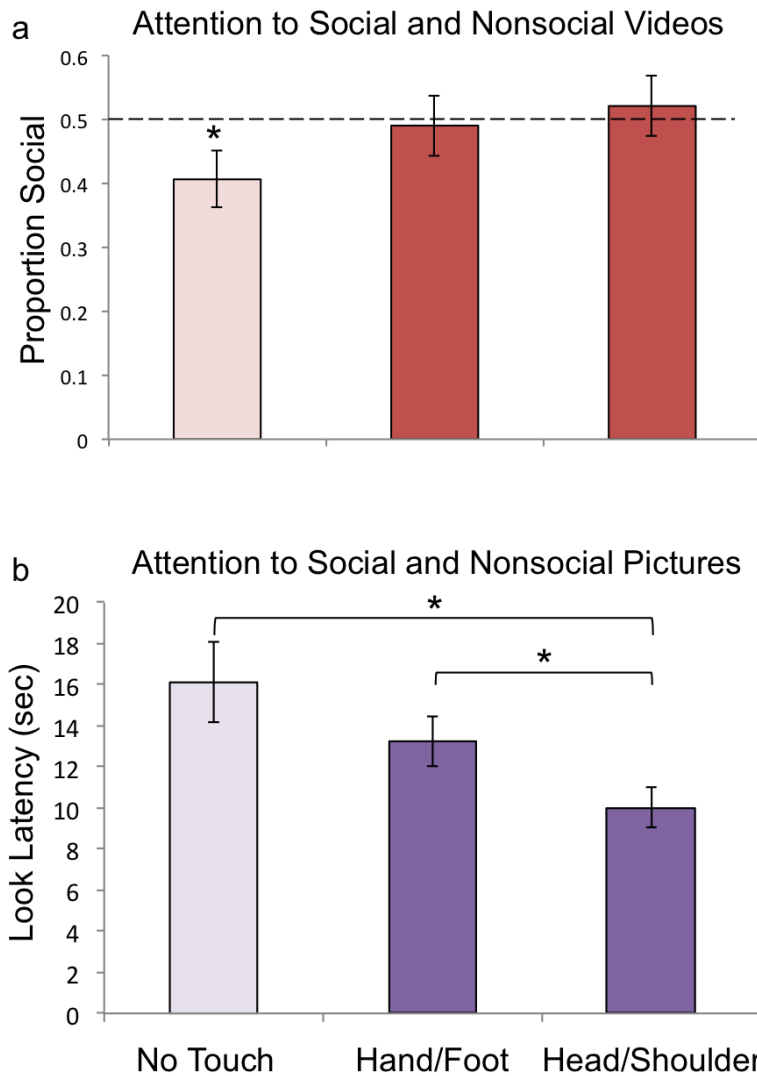 a
Attention to Social and Nonsocial Videos
Proportion Social
0.6
0.5
0.4
0.3
0.2
0.1
0
*
b
Attention to Social and Nonsocial Pictures
Look Latency (sec)
20
18
16
14
12
10
8
6
4
2
0
*
*
No Touch
Hand/Foot
Head/Shoulder